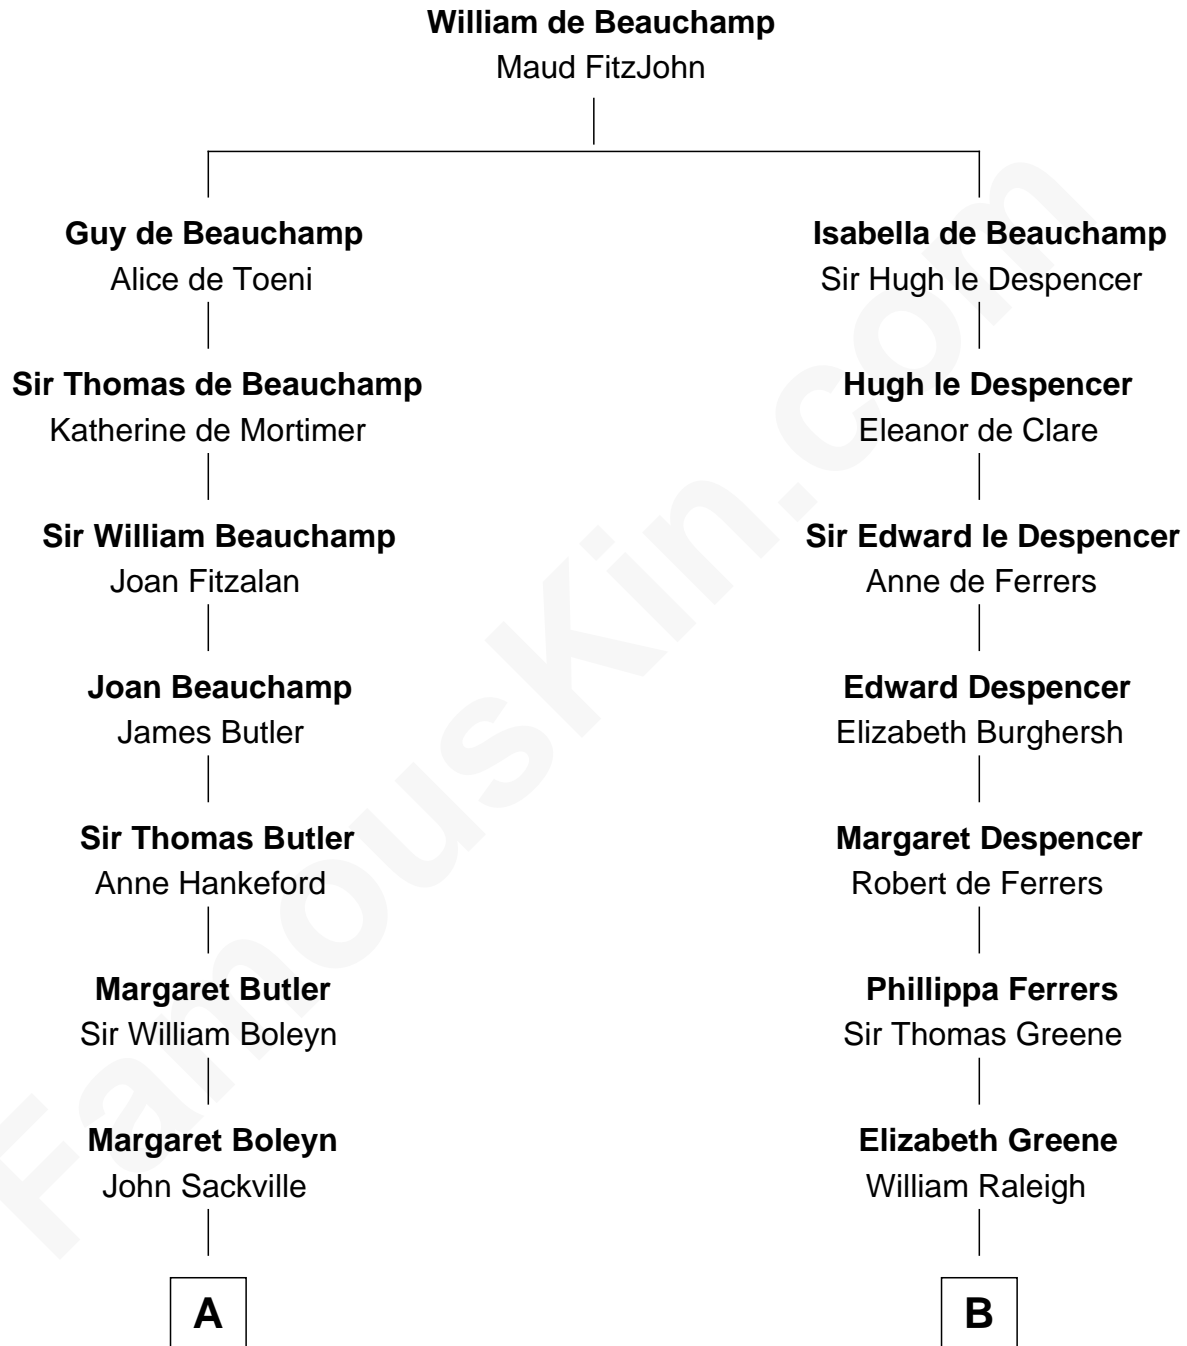 William de Beauchamp
Maud FitzJohn
Guy de Beauchamp
Alice de Toeni
Isabella de Beauchamp
Sir Hugh le Despencer
Sir Thomas de Beauchamp
Katherine de Mortimer
Hugh le Despencer
Eleanor de Clare
Sir William Beauchamp
Joan Fitzalan
Sir Edward le Despencer
Anne de Ferrers
Joan Beauchamp
James Butler
Edward Despencer
Elizabeth Burghersh
Sir Thomas Butler
Anne Hankeford
Margaret Despencer
Robert de Ferrers
Margaret Butler
Sir William Boleyn
Phillippa Ferrers
Sir Thomas Greene
Margaret Boleyn
John Sackville
Elizabeth Greene
William Raleigh
A
B
FamousKin.com